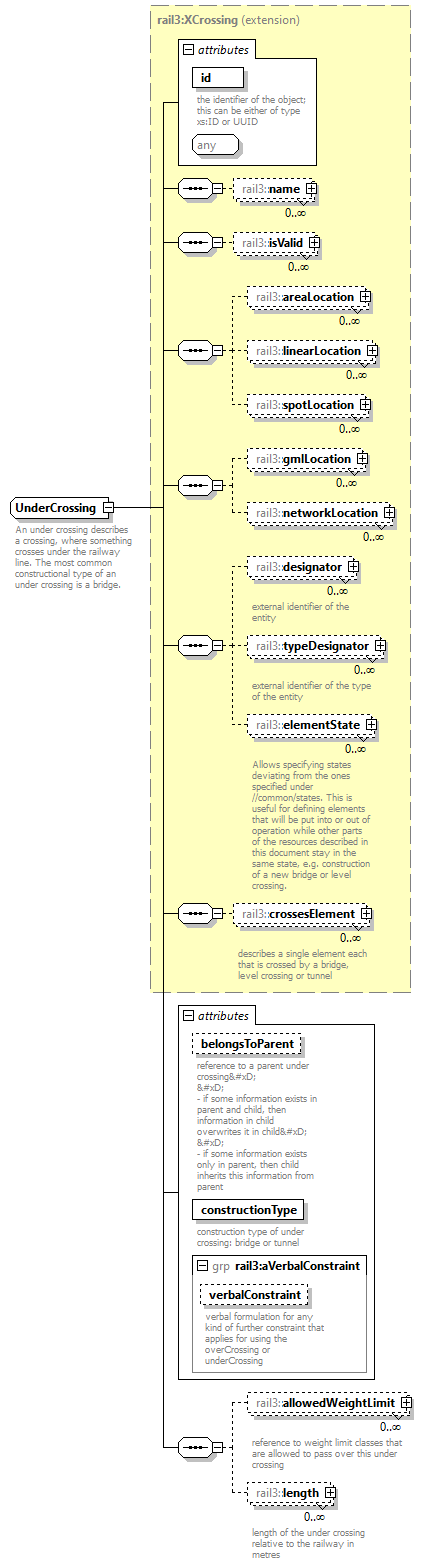 rail3:XCrossing (extension)
attributes
id
the identifier of the object;
this can be either of type
xs:ID or UUID
any
rail3:name
0..∞
rail3:isValid
0..∞
rail3:areaLocation
0..∞
rail3:linearLocation
0..∞
rail3:spotLocation
0..∞
rail3:gmlLocation
0..∞
UnderCrossing
An under crossing describes
a crossing, where something
crosses under the railway
line. The most common
constructional type of an
under crossing is a bridge.
rail3:networkLocation
0..∞
rail3:designator
0..∞
external identifier of the
entity
rail3:typeDesignator
0..∞
external identifier of the type
of the entity
rail3:elementState
0..∞
Allows specifying states
deviating from the ones
specified under
//common/states. This is
useful for defining elements
that will be put into or out of
operation while other parts
of the resources described in
this document stay in the
same state, e.g. construction
of a new bridge or level
crossing.
rail3:crossesElement
0..∞
describes a single element each
that is crossed by a bridge,
level crossing or tunnel
attributes
belongsToParent
reference to a parent under
crossing&#xD;
&#xD;
- if some information exists in
parent and child, then
information in child
overwrites it in child&#xD;
&#xD;
- if some information exists
only in parent, then child
inherits this information from
parent
constructionType
construction type of under
crossing: bridge or tunnel
grp rail3:aVerbalConstraint
verbalConstraint
verbal formulation for any
kind of further constraint that
applies for using the
overCrossing or
underCrossing
rail3:allowedWeightLimit
0..∞
reference to weight limit classes that
are allowed to pass over this under
crossing
rail3:length
0..∞
length of the under crossing
relative to the railway in
metres